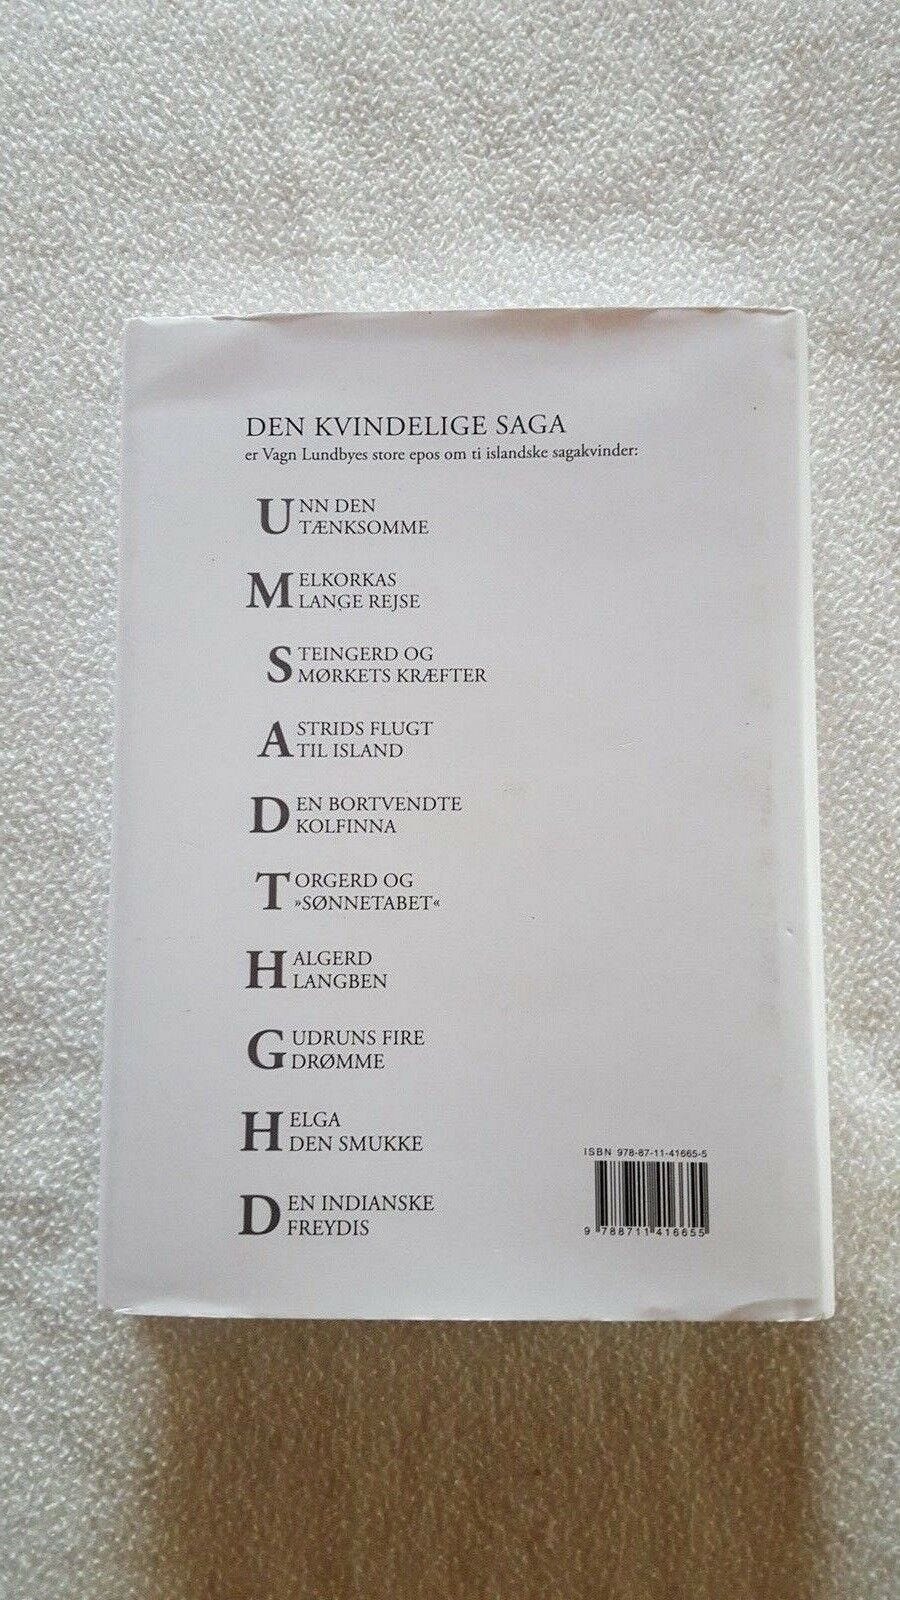 DEN KVINDELIGE SAGA
er Vagn Lundbyes store epos om ti islandske sagakvinder:
UNN DEN
TÆNKSOMME
MELKORKAS
LANGE REJSE
STEINGERD OG
MØRKETS KRÆFTER
ASTRIDS FLUGT
TIL ISLAND
DEN BORTVENDTE
KOLFINNA
TORGERD OG
»SØNNETABET«
HALGERD
LANGBEN
GUDRUNS FIRE
DRØMME
HELGA
DEN SMUKKE
DEN INDIANSKE
FREYDIS
ISBN 978-87-11-41665-5
9 788711 416655